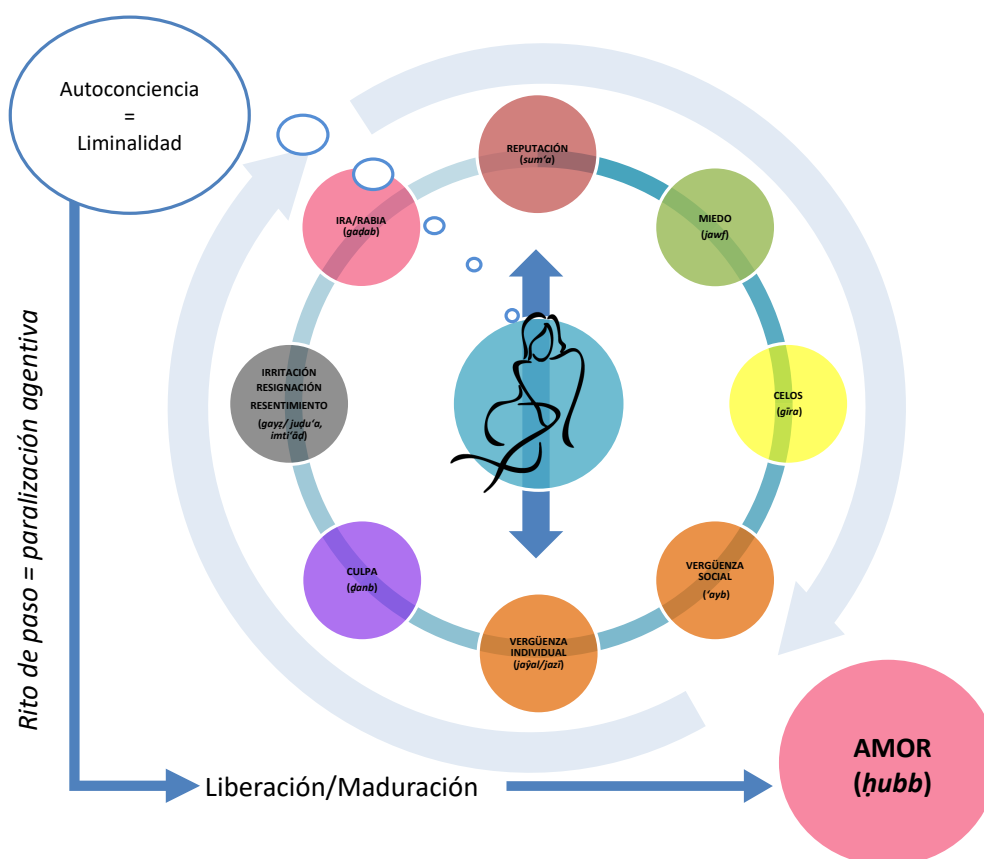 Autoconciencia
=
Liminalidad
REPUTACIÓN
(sum‘a)
MIEDO
(jawf)
CELOS
(gīra)
VERGÜENZA
SOCIAL
(‘ayb)
VERGÜENZA
INDIVIDUAL
(jaŷal/jazī)
CULPA
(ḏanb)
IRRITACIÓN
RESIGNACIÓN
RESENTIMIENTO
(gayẓ/ juḍu‘a,
imti‘āḍ)
IRA/RABIA
(gaḍab)
Rito de paso = paralización agentiva
Liberación/Maduración
AMOR
(ḥubb)